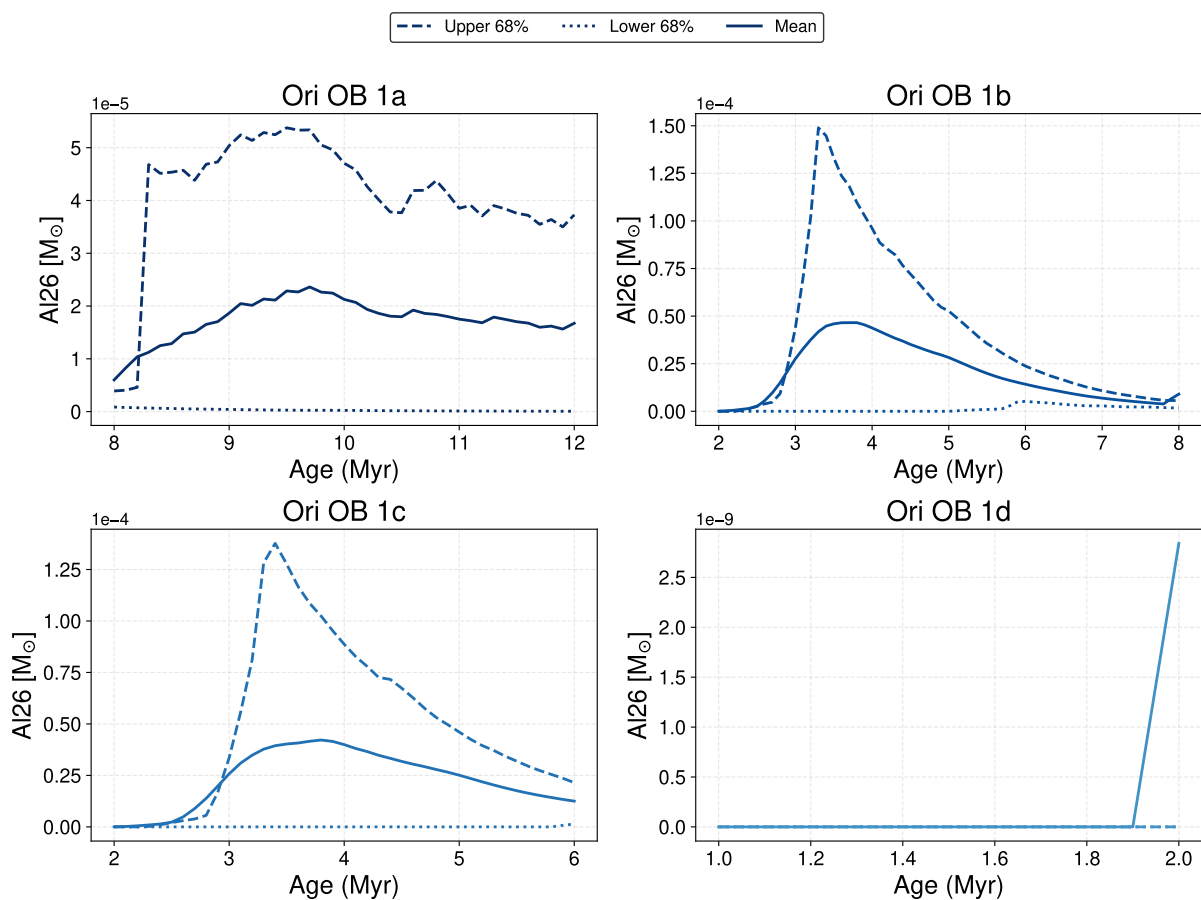 Upper 68% Lower 68% Mean
Ori OB 1a
1e−5
5
4
3
2
1
0
Al26 [M☉]
8 9 10 11 12
Age (Myr)
Ori OB 1b
1e−4
1.50
1.25
1.00
0.75
0.50
0.25
0.00
Al26 [M☉]
2 3 4 5 6 7 8
Age (Myr)
Ori OB 1c
1e−4
1.25
1.00
0.75
0.50
0.25
0.00
Al26 [M☉]
2 3 4 5 6
Age (Myr)
Ori OB 1d
1e−9
2.5
2.0
1.5
1.0
0.5
0.0
Al26 [M☉]
1.0 1.2 1.4 1.6 1.8 2.0
Age (Myr)